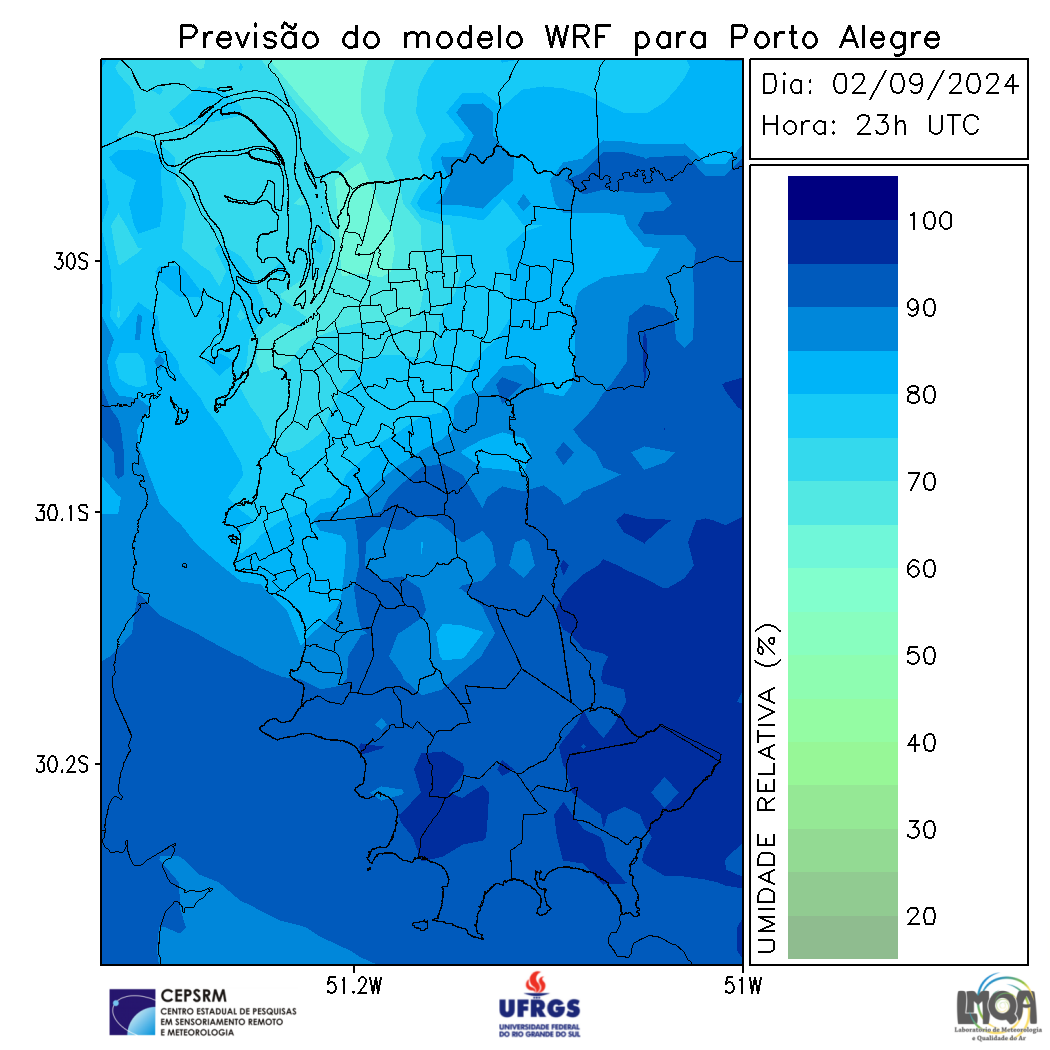 Previsão do modelo WRF para Porto Alegre
Dia: 02/09/2024
Hora: 23h UTC
30S
30.1S
30.2S
51.2W
51W
UMIDADE RELATIVA (%)
100
90
80
70
60
50
40
30
20
CEPSRM
CENTRO ESTADUAL DE PESQUISAS
EM SENSORIAMENTO REMOTO
E METEOROLOGIA
UFRGS
UNIVERSIDADE FEDERAL
DO RIO GRANDE DO SUL
LMQA
Laboratório de Meteorologia
e Qualidade do Ar